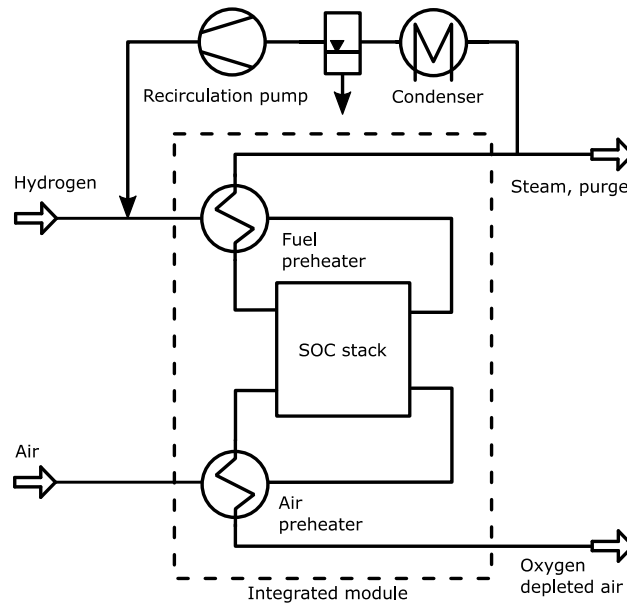 Recirculation pump
Condenser
Hydrogen
Steam, purge
Fuel
preheater
SOC stack
Air
Air
preheater
Oxygen
depleted air
Integrated module